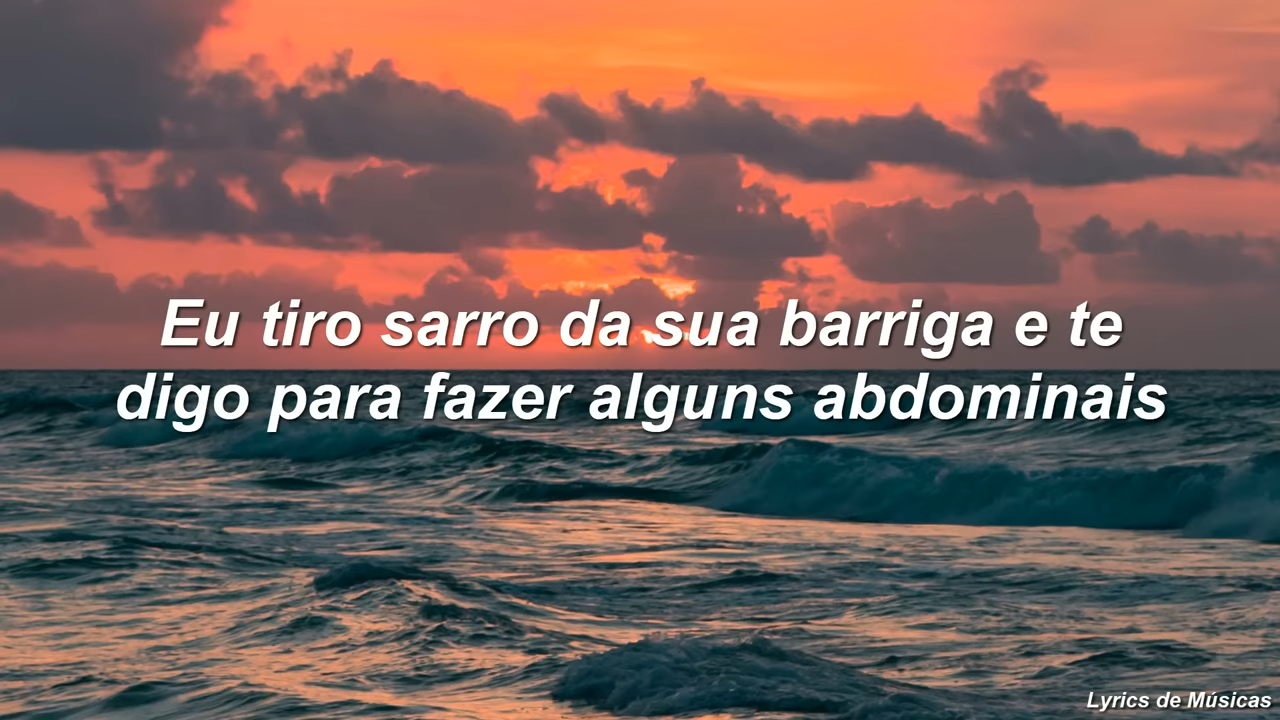 Eu tiro sarro da sua barriga e te
digo para fazer alguns abdominais
Lyrics de Músicas